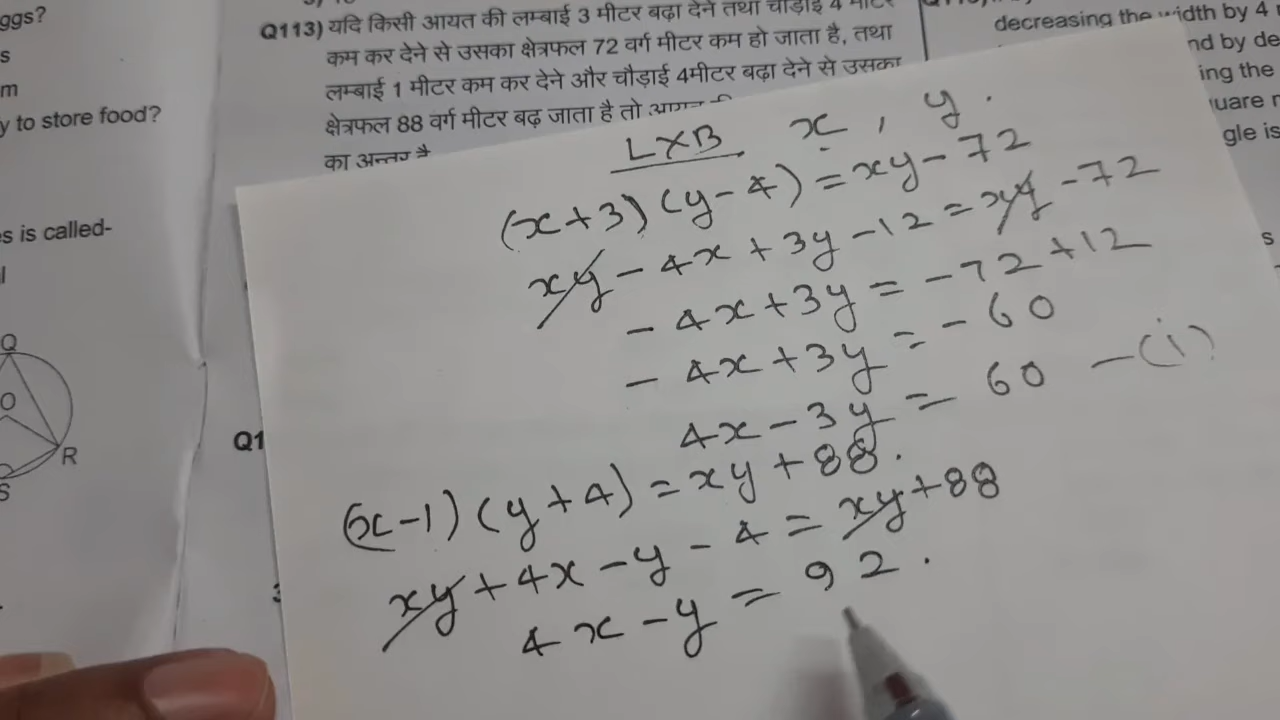 ggs?
s
m
y to store food?
s is called-
Q
O
R
S
Q113) यदि किसी आयत की लम्बाई 3 मीटर बढ़ा देने तथा चौड़ाई 4 मीटर
कम कर देने से उसका क्षेत्रफल 72 वर्ग मीटर कम हो जाता है, तथा
लम्बाई 1 मीटर कम कर देने और चौड़ाई 4मीटर बढ़ा देने से उसका
क्षेत्रफल 88 वर्ग मीटर बढ़ जाता है तो आयत की
का अन्तर है
Q1
decreasing the width by 4
nd by de
ing the
uare
gle is
s
L×B x, y.
(x+3)(y-4)=xy-72
xy-4x+3y-12=xy-72
-4x+3y=-72+12
-4x+3y=-60
4x-3y=60-(i)
(x-1)(y+4)=xy+88.
xy+4x-y-4=xy+88
4x-y=92.